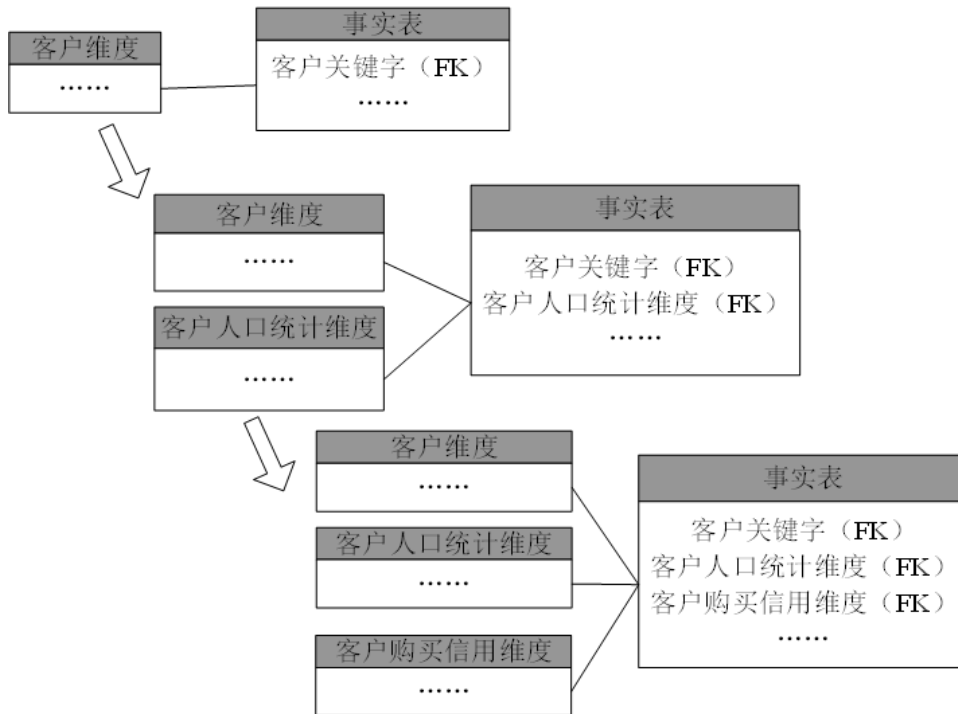 客户维度
……
事实表
客户关键字（FK）
……
客户维度
……
客户人口统计维度
……
事实表
客户关键字（FK）
客户人口统计维度（FK）
……
客户维度
……
客户人口统计维度
……
客户购买信用维度
……
事实表
客户关键字（FK）
客户人口统计维度（FK）
客户购买信用维度（FK）
……